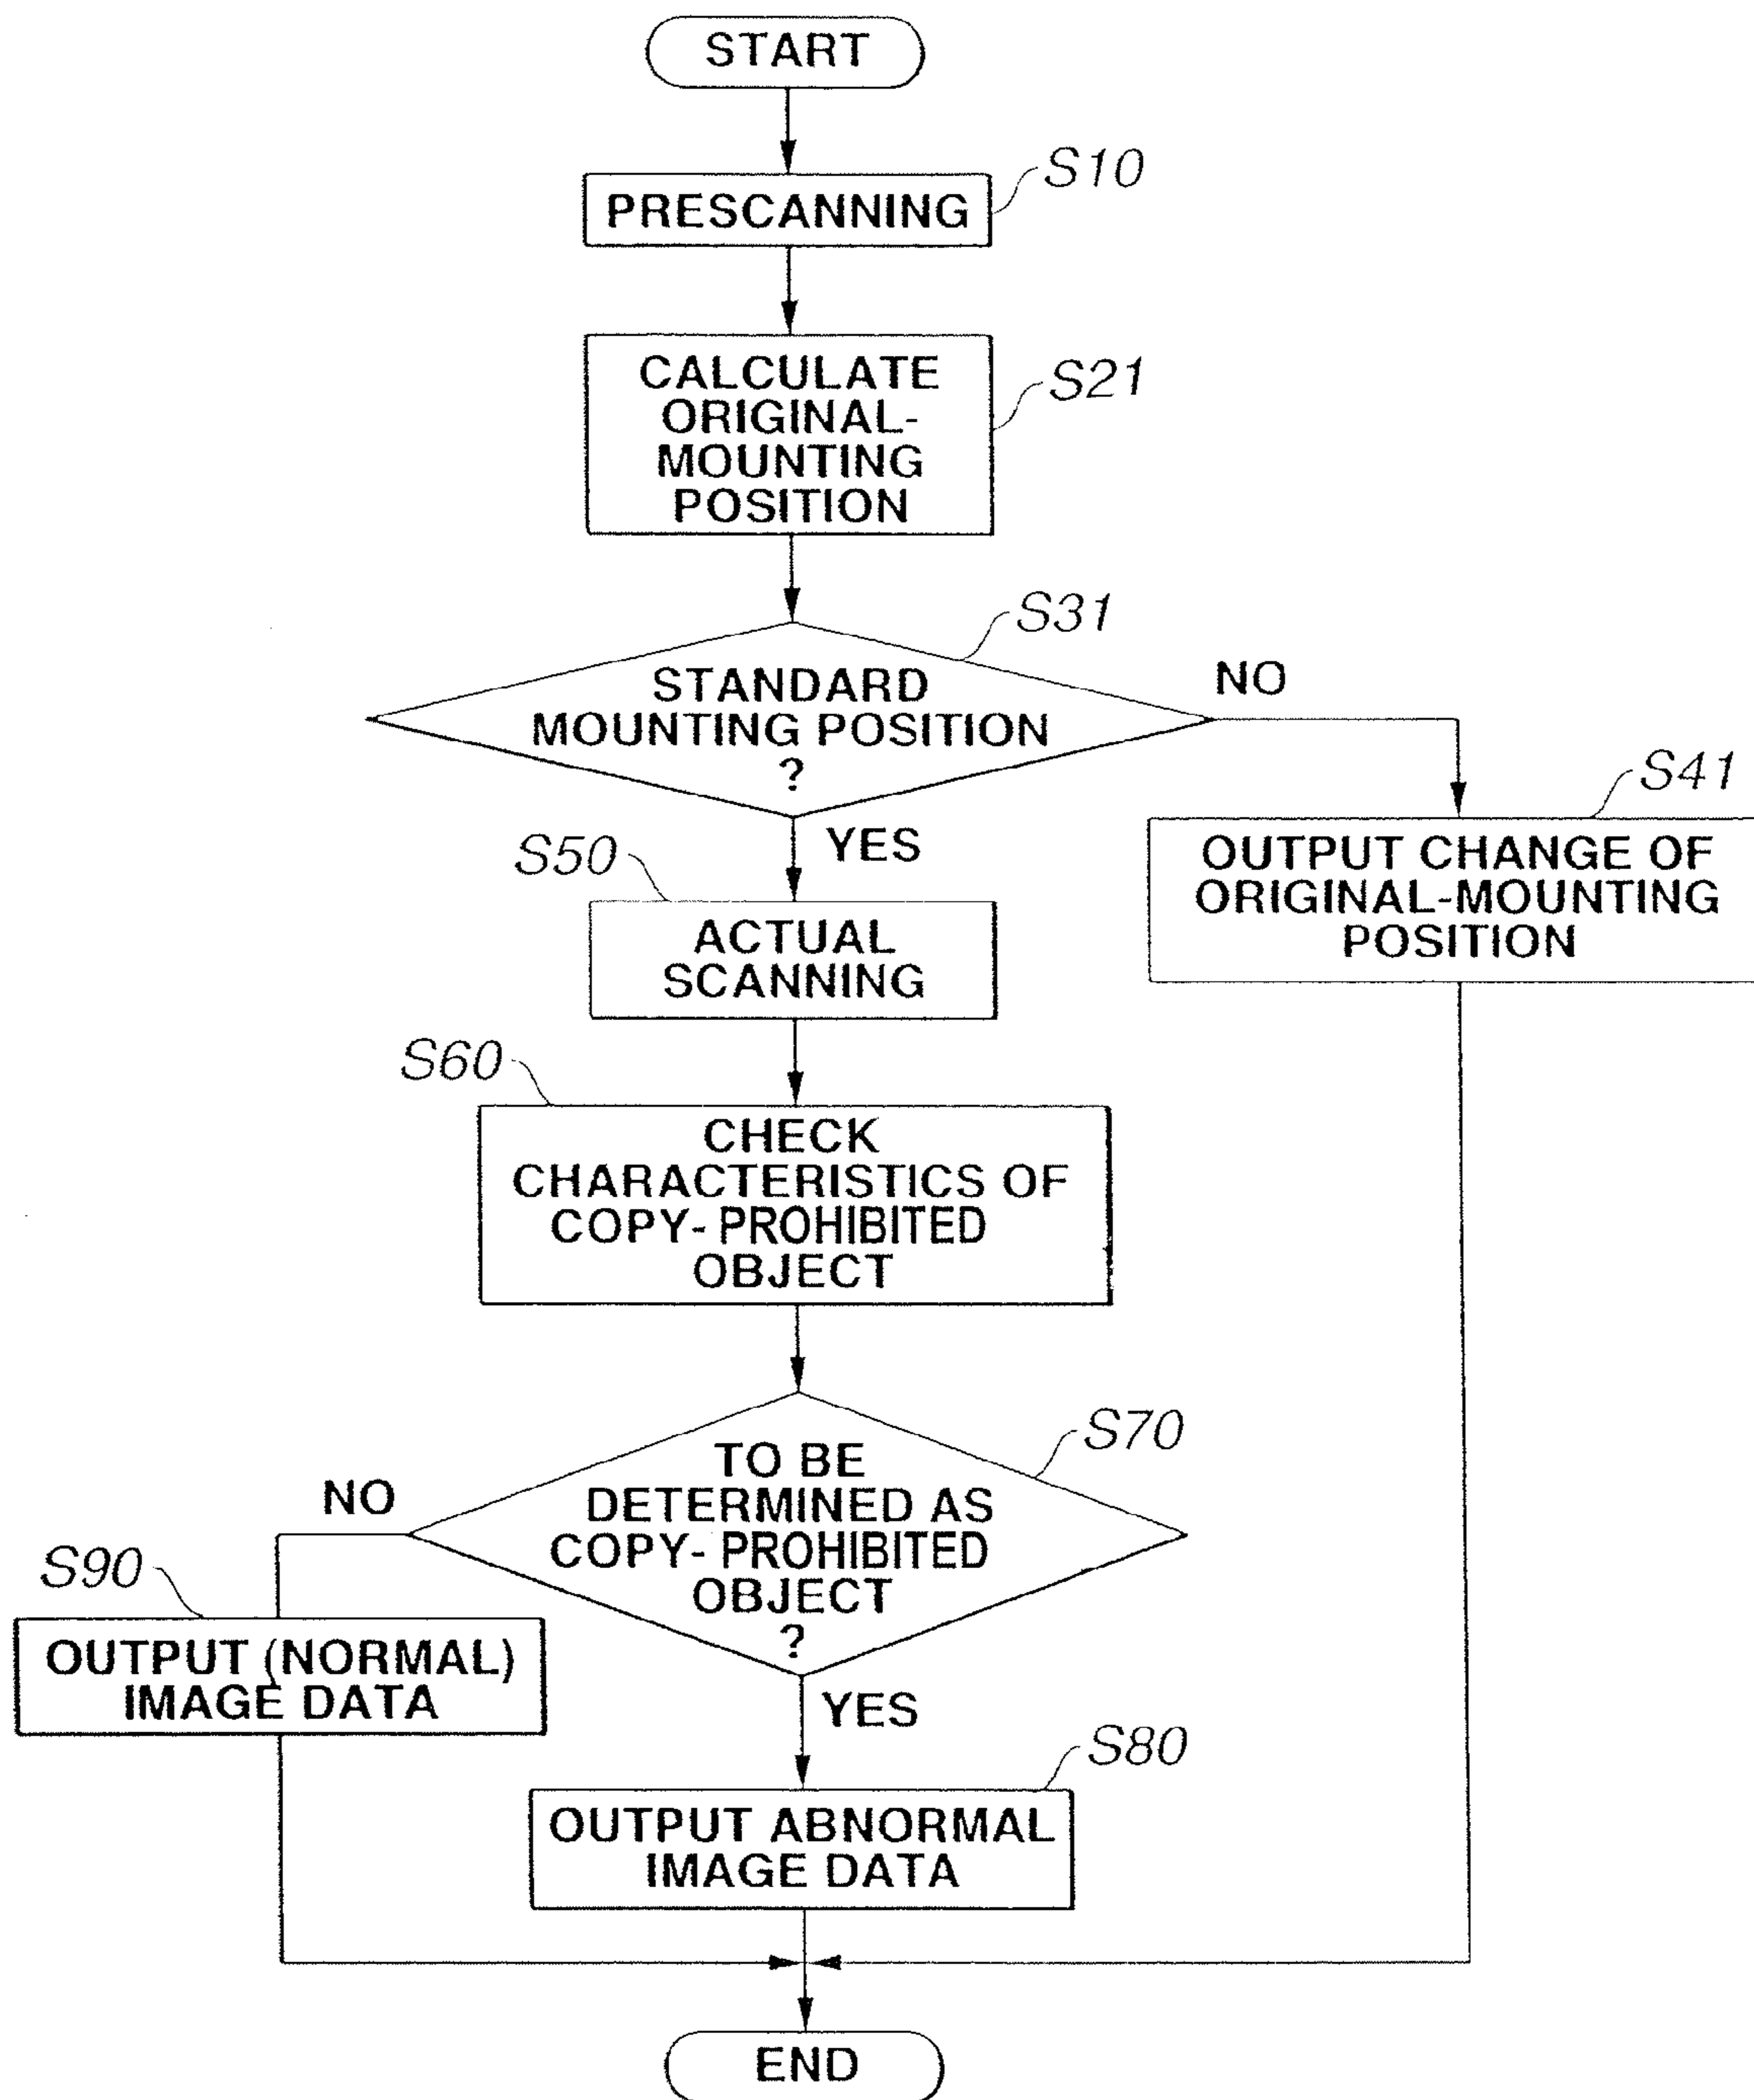 START
S10
PRESCANNING
S21
CALCULATE
ORIGINAL-
MOUNTING
POSITION
S31
STANDARD
MOUNTING POSITION
?
NO
YES
S41
OUTPUT CHANGE OF
ORIGINAL-MOUNTING
POSITION
S50
ACTUAL
SCANNING
S60
CHECK
CHARACTERISTICS OF
COPY- PROHIBITED
OBJECT
S70
TO BE
DETERMINED AS
COPY- PROHIBITED
OBJECT
?
NO
YES
S90
OUTPUT (NORMAL)
IMAGE DATA
S80
OUTPUT ABNORMAL
IMAGE DATA
END